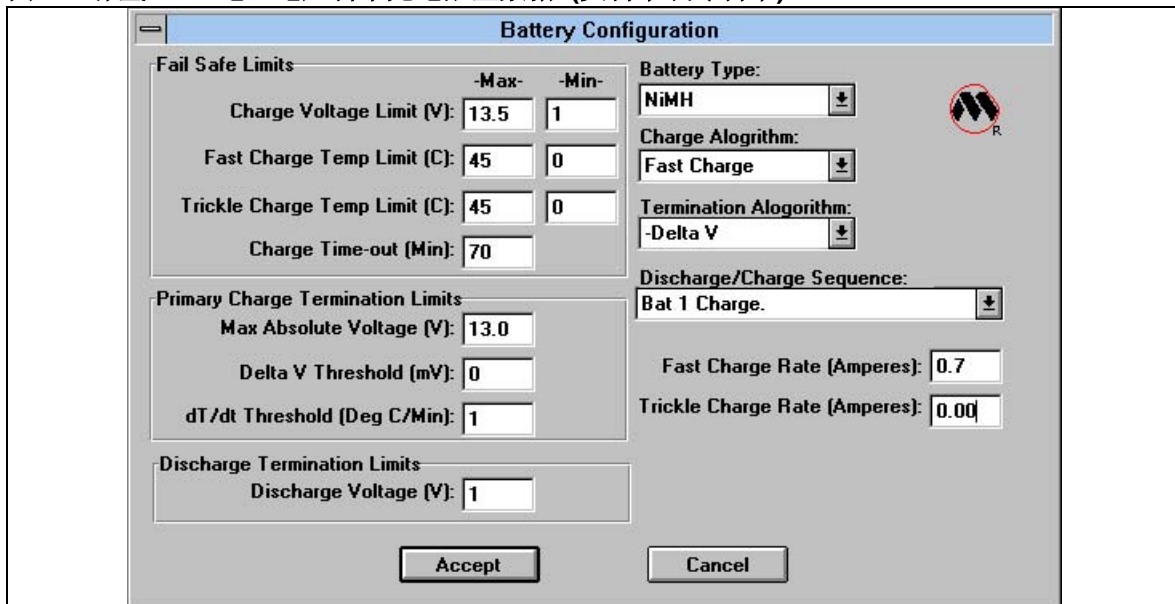 Battery Configuration
Fail Safe Limits
-Max- -Min-
Charge Voltage Limit (V): 13.5 1
Fast Charge Temp Limit (C): 45 0
Trickle Charge Temp Limit (C): 45 0
Charge Time-out (Min): 70
Primary Charge Termination Limits
Max Absolute Voltage (V): 13.0
Delta V Threshold (mV): 0
dT/dt Threshold (Deg C/Min): 1
Discharge Termination Limits
Discharge Voltage (V): 1
Battery Type:
NiMH
R
Charge Alogrithm:
Fast Charge
Termination Alogorithm:
-Delta V
Discharge/Charge Sequence:
Bat 1 Charge.
Fast Charge Rate (Amperes): 0.7
Trickle Charge Rate (Amperes): 0.00
Accept Cancel